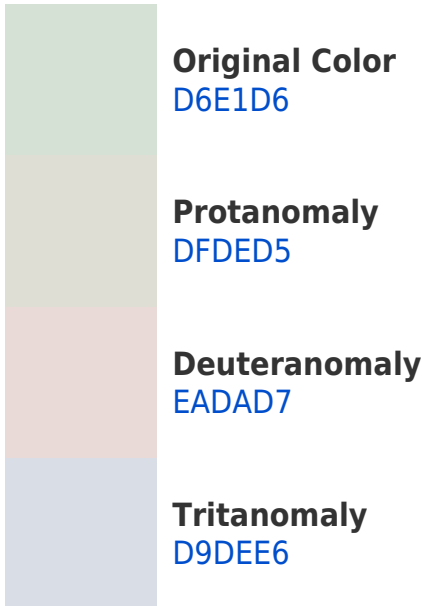 Original Color
D6E1D6
Protanomaly
DFDED5
Deuteranomaly
EADAD7
Tritanomaly
D9DEE6